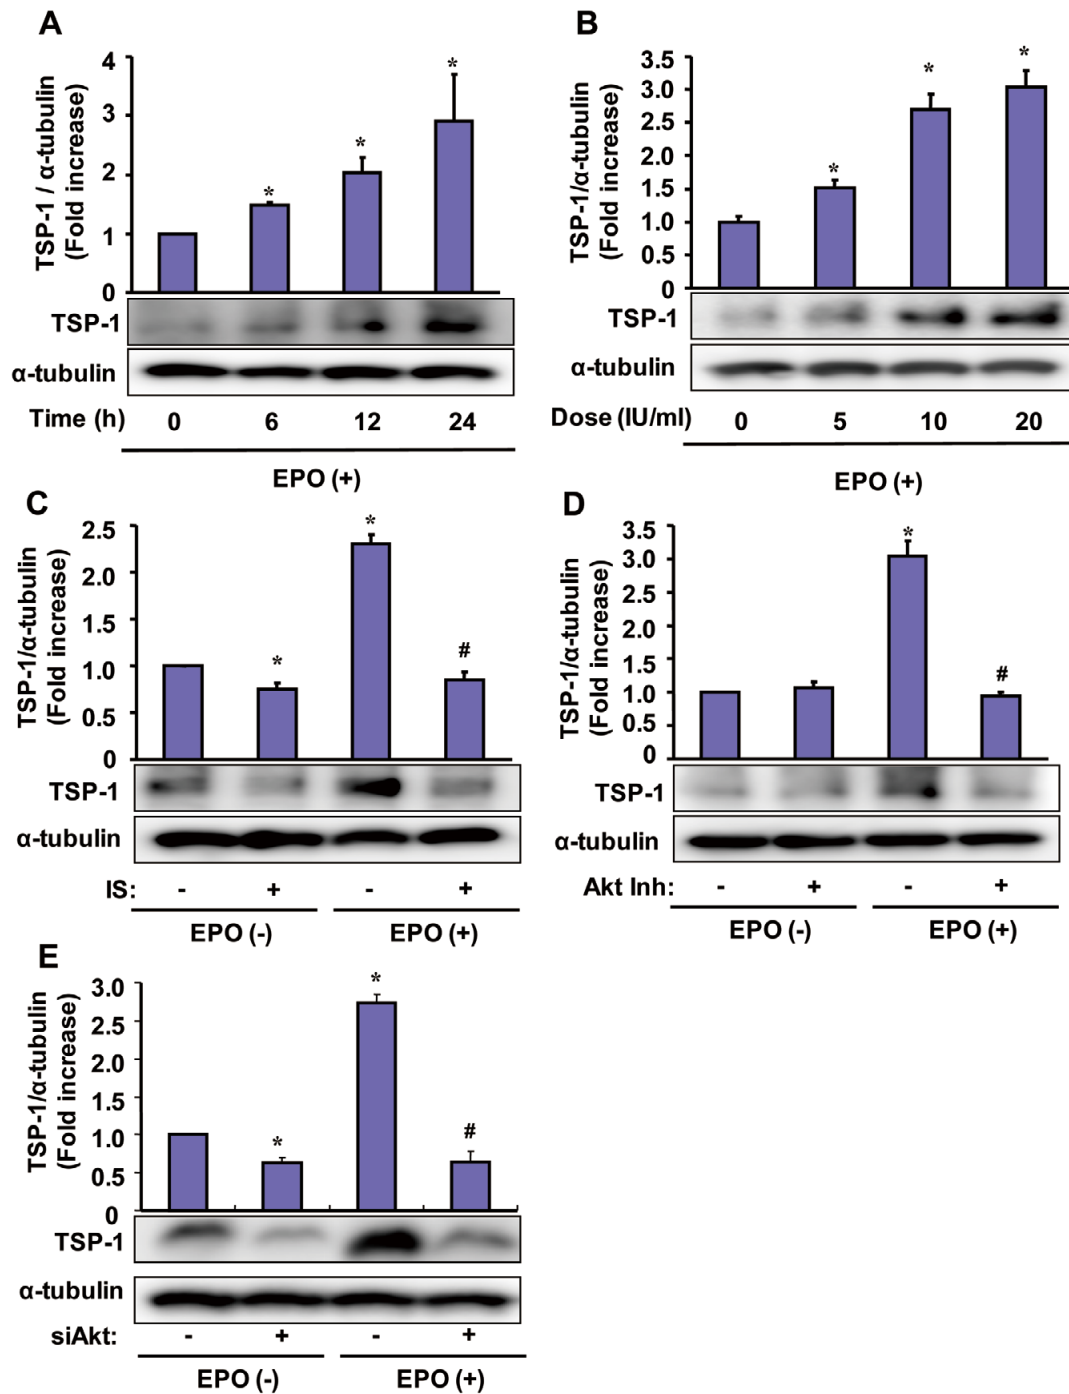 A
TSP-1 / α-tubulin
(Fold increase)
4
3
2
1
0
*
*
*
TSP-1
α-tubulin
Time (h) 0 6 12 24
EPO (+)
B
TSP-1/α-tubulin
(Fold increase)
3.5
3.0
2.5
2.0
1.5
1.0
0.5
0
*
*
*
TSP-1
α-tubulin
Dose (IU/ml) 0 5 10 20
EPO (+)
C
TSP-1/α-tubulin
(Fold increase)
2.5
2.0
1.5
1.0
0.5
0
*
*
#
TSP-1
α-tubulin
IS: - + - +
EPO (-) EPO (+)
D
TSP-1/α-tubulin
(Fold increase)
3.5
3.0
2.5
2.0
1.5
1.0
0.5
0
*
#
TSP-1
α-tubulin
Akt Inh: - + - +
EPO (-) EPO (+)
E
TSP-1/α-tubulin
(Fold increase)
3.0
2.5
2.0
1.5
1.0
0.5
0
*
*
#
TSP-1
α-tubulin
siAkt: - + - +
EPO (-) EPO (+)